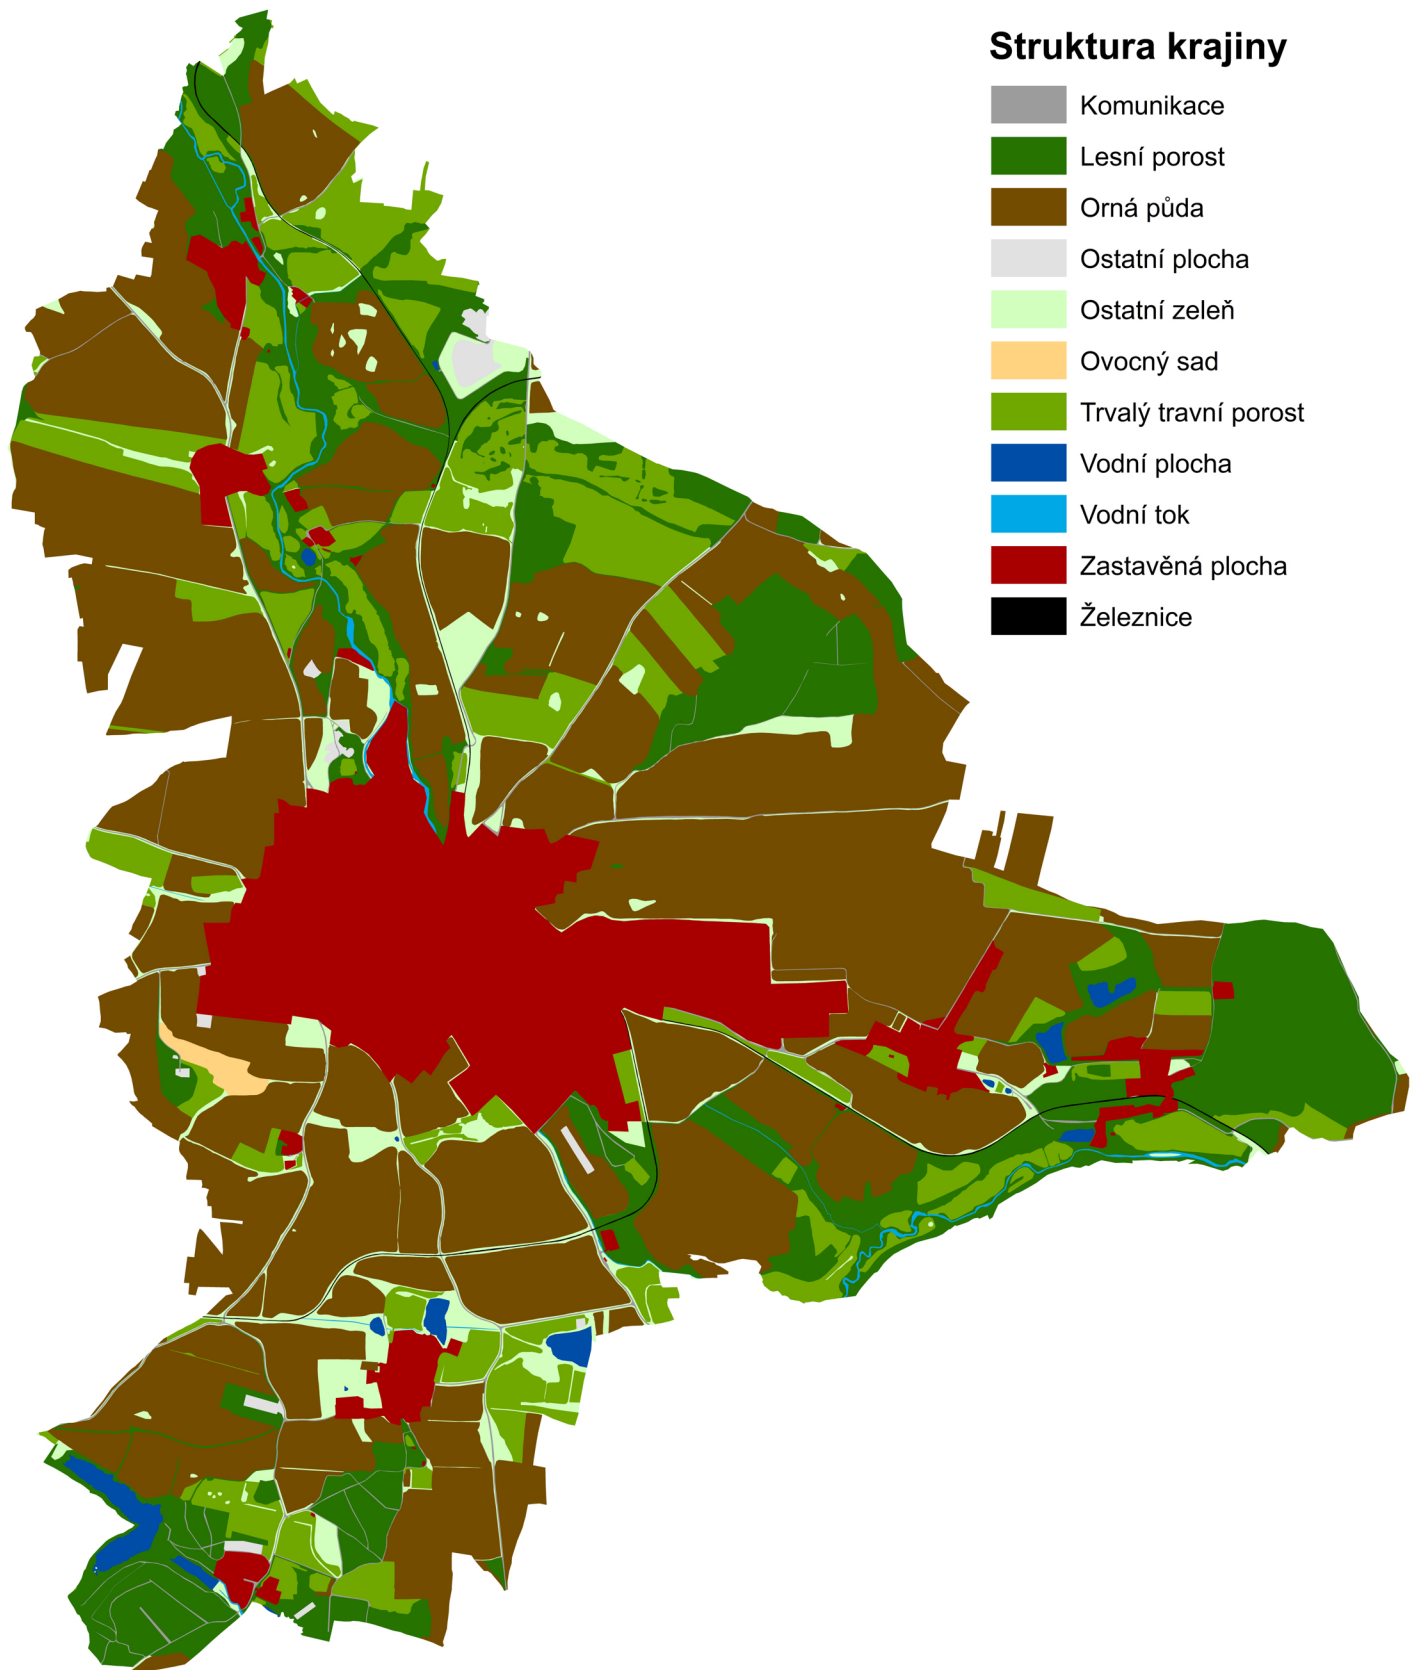 Struktura krajiny
Komunikace
Lesní porost
Orná půda
Ostatní plocha
Ostatní zeleň
Ovocný sad
Trvalý travní porost
Vodní plocha
Vodní tok
Zastavěná plocha
Železnice